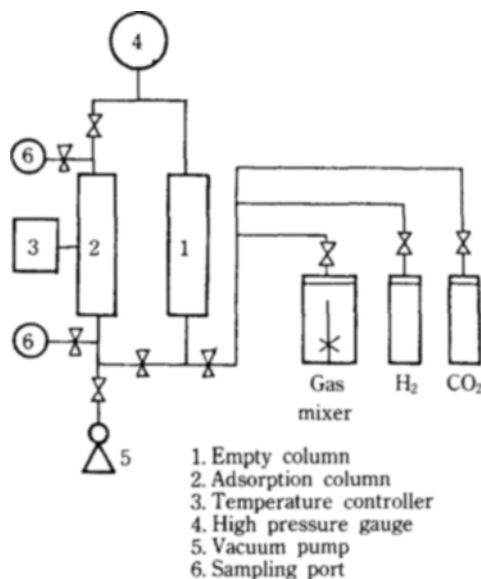 4
6
3
2
1
6
Gas
mixer
H₂
CO₂
5
1. Empty column
2. Adsorption column
3. Temperature controller
4. High pressure gauge
5. Vacuum pump
6. Sampling port